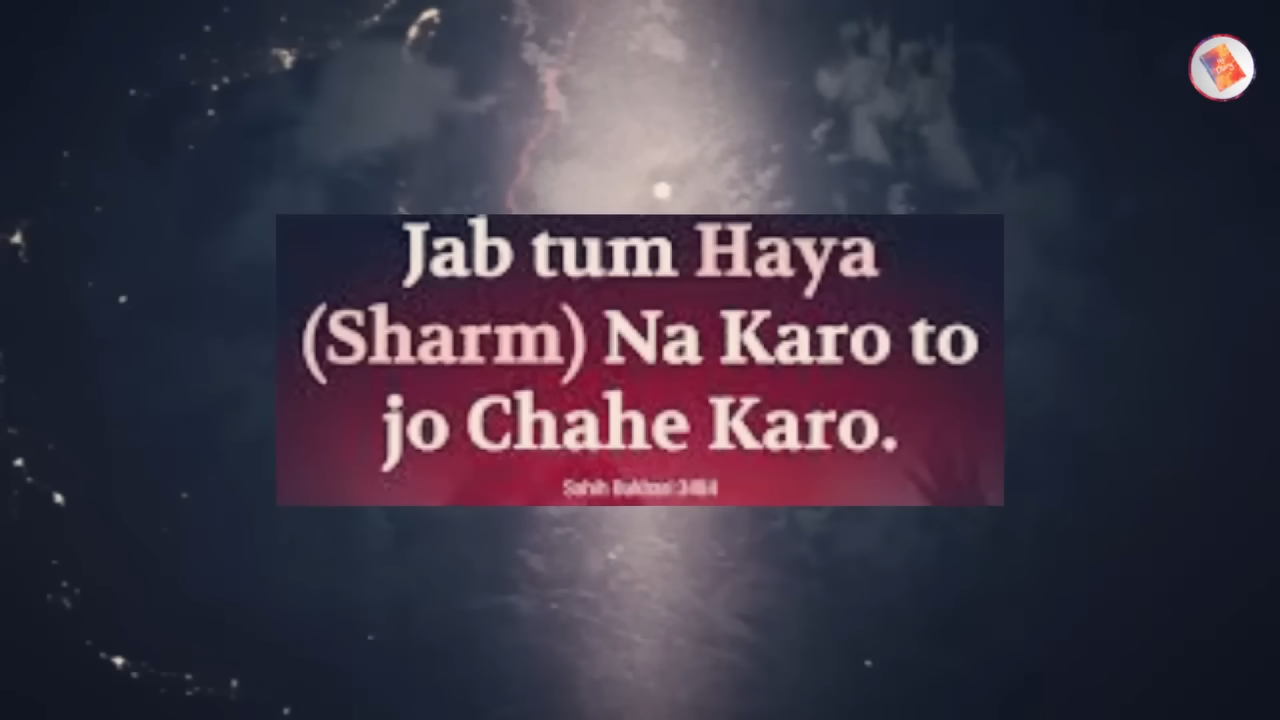 Jab tum Haya
(Sharm) Na Karo to
jo Chahe Karo.
Sahih Bukhari 3484